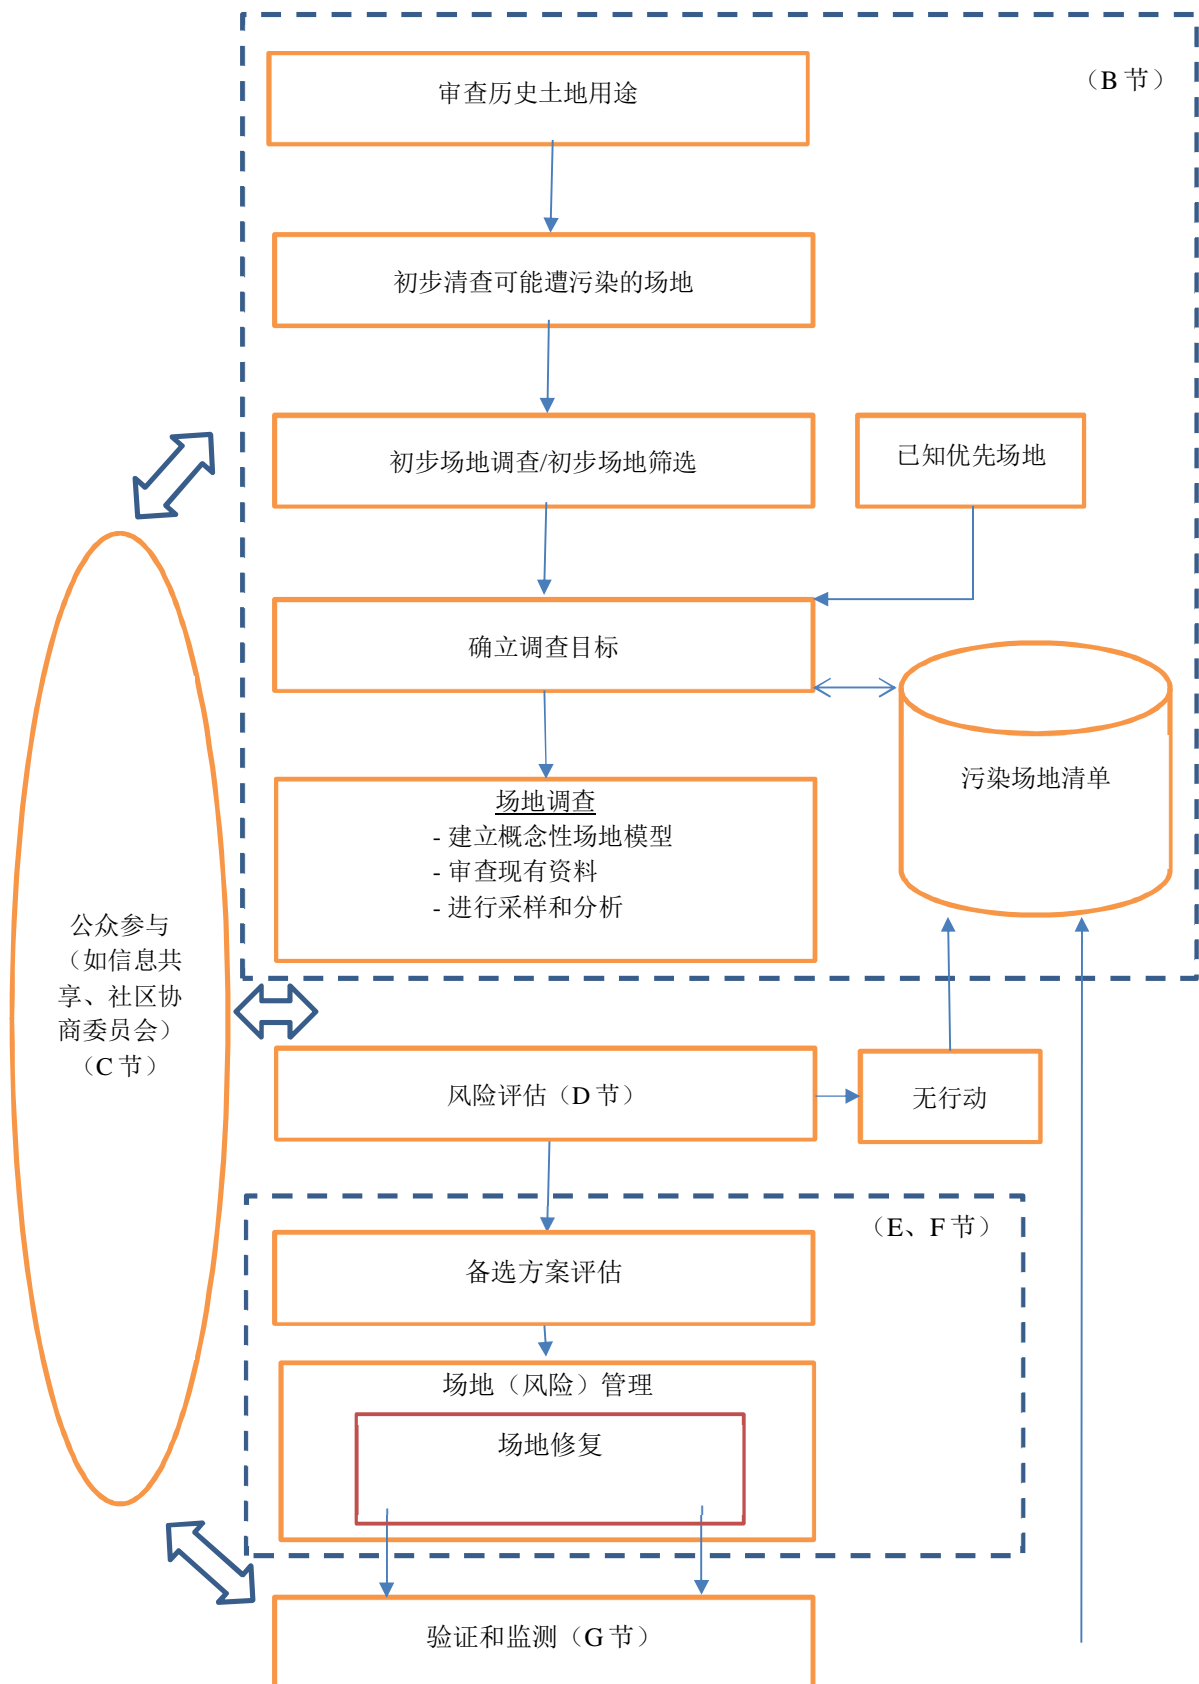 （B 节）
审查历史土地用途
初步清查可能遭污染的场地
初步场地调查/初步场地筛选
已知优先场地
确立调查目标
污染场地清单
场地调查
- 建立概念性场地模型
- 审查现有资料
- 进行采样和分析
公众参与
（如信息共
享、社区协
商委员会）
（C 节）
风险评估（D 节）
无行动
（E、F 节）
备选方案评估
场地（风险）管理
场地修复
验证和监测（G 节）